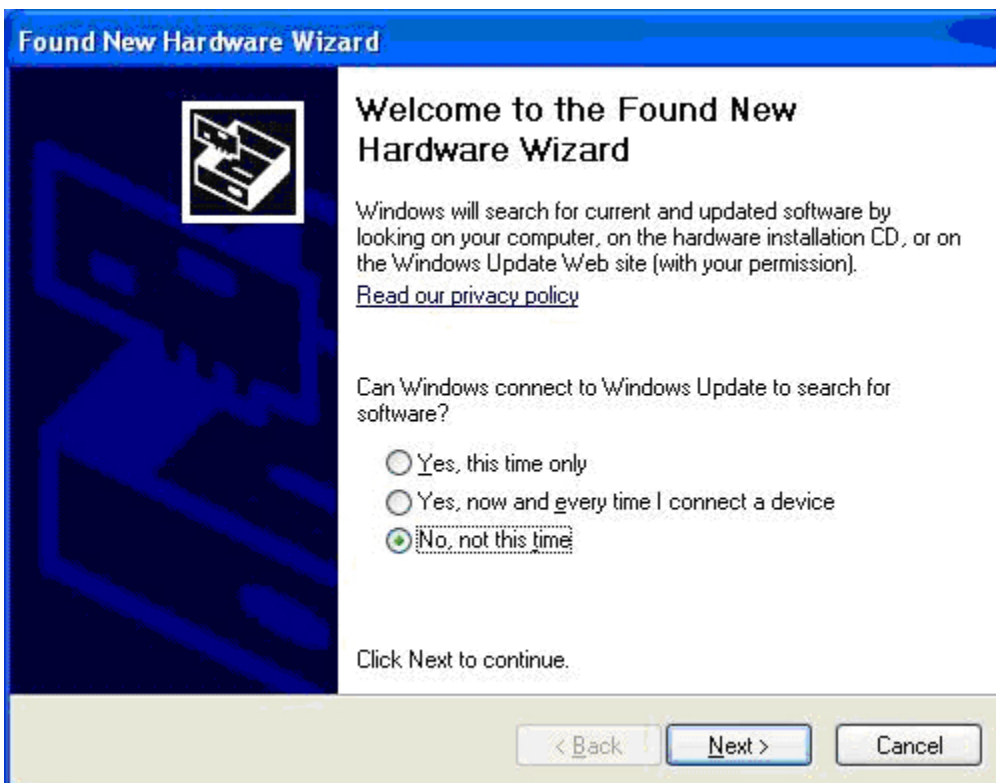 Found New Hardware Wizard
Welcome to the Found New
Hardware Wizard
Windows will search for current and updated software by
looking on your computer, on the hardware installation CD, or on
the Windows Update Web site (with your permission).
Read our privacy policy
Can Windows connect to Windows Update to search for
software?
Yes, this time only
Yes, now and every time I connect a device
No, not this time
Click Next to continue.
< Back Next > Cancel